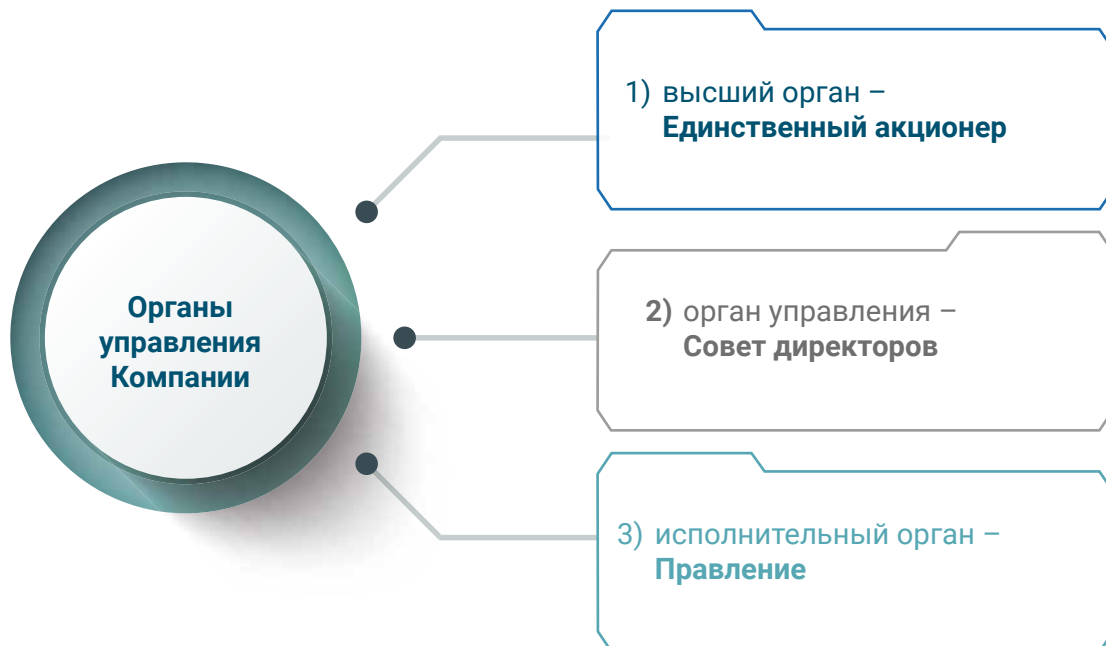 Органы
управления
Компании
1) высший орган –
Единственный акционер
2) орган управления –
Совет директоров
3) исполнительный орган –
Правление